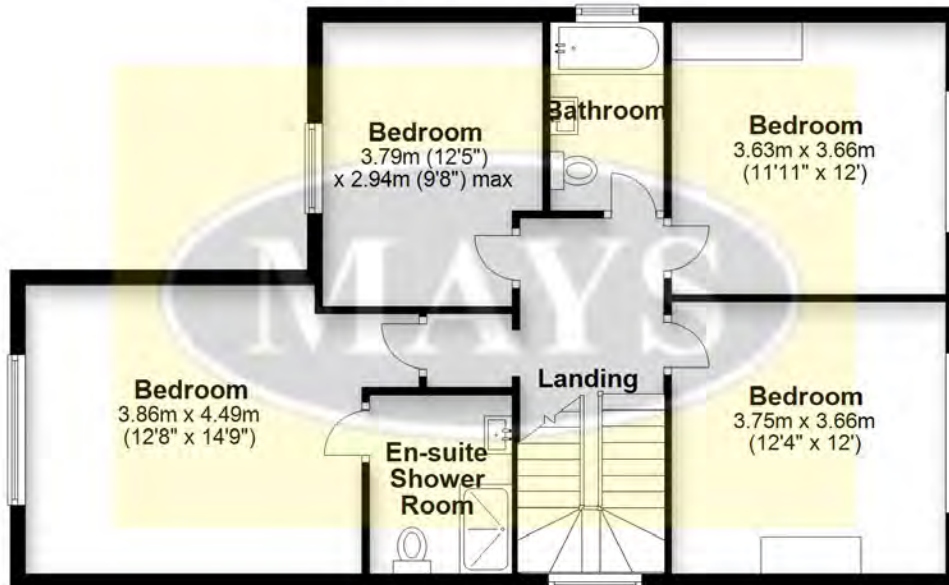 Bedroom
3.79m (12'5")
x 2.94m (9'8") max
Bathroom
Bedroom
3.63m x 3.66m
(11'11" x 12')
MAYS
Bedroom
3.86m x 4.49m
(12'8" x 14'9")
En-suite
Shower
Room
Landing
Bedroom
3.75m x 3.66m
(12'4" x 12')